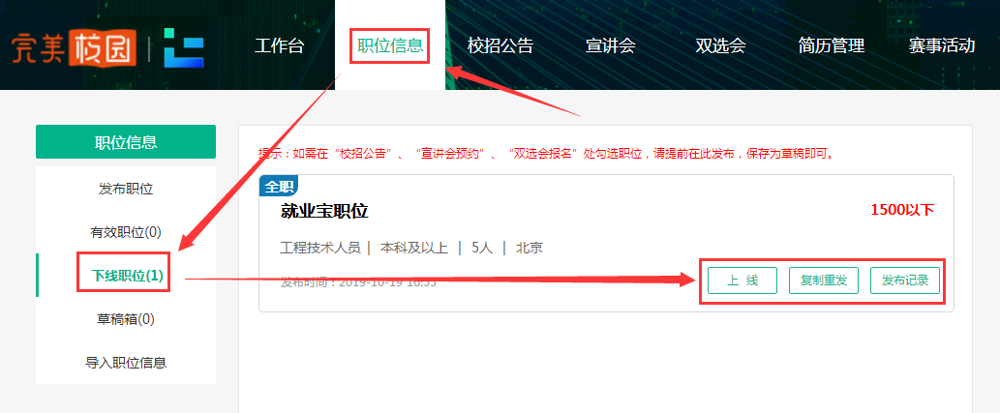 完美校园
工作台 职位信息 校招公告 宣讲会 双选会 简历管理 赛事活动
职位信息
发布职位
有效职位(0)
下线职位(1)
草稿箱(0)
导入职位信息
提示：如需在“校招公告”、“宣讲会预约”、“双选会报名”处勾选职位，请提前在此发布，保存为草稿即可。
全职
就业宝职位 1500以下
工程技术人员 | 本科及以上 | 5人 | 北京
发布时间：2019-10-19 16:55
上 线 复制重发 发布记录